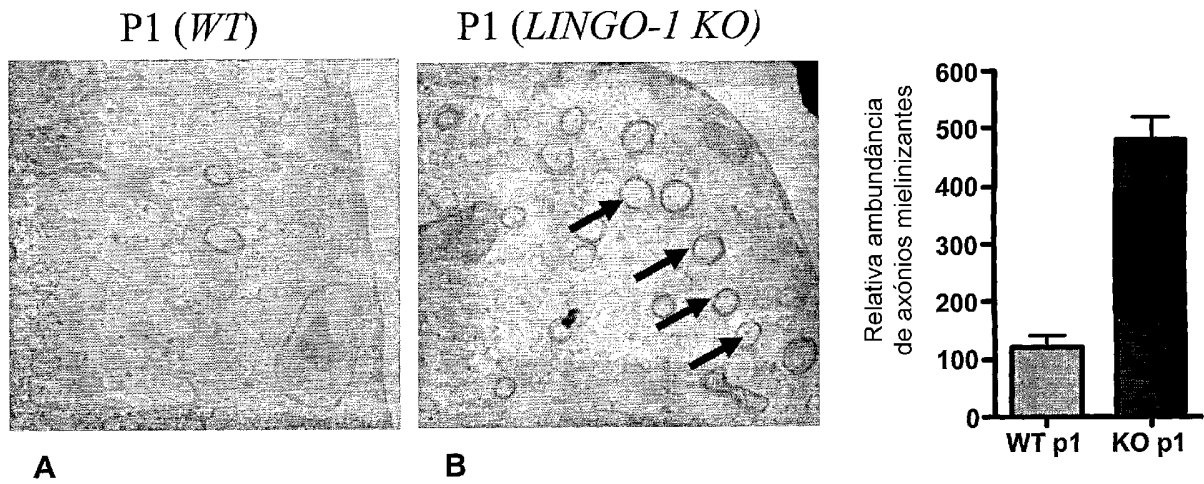 P1 (WT)
P1 (LINGO-1 KO)
A
B
Relativa ambundância
de axónios mielinizantes
600
500
400
300
200
100
0
WT p1
KO p1